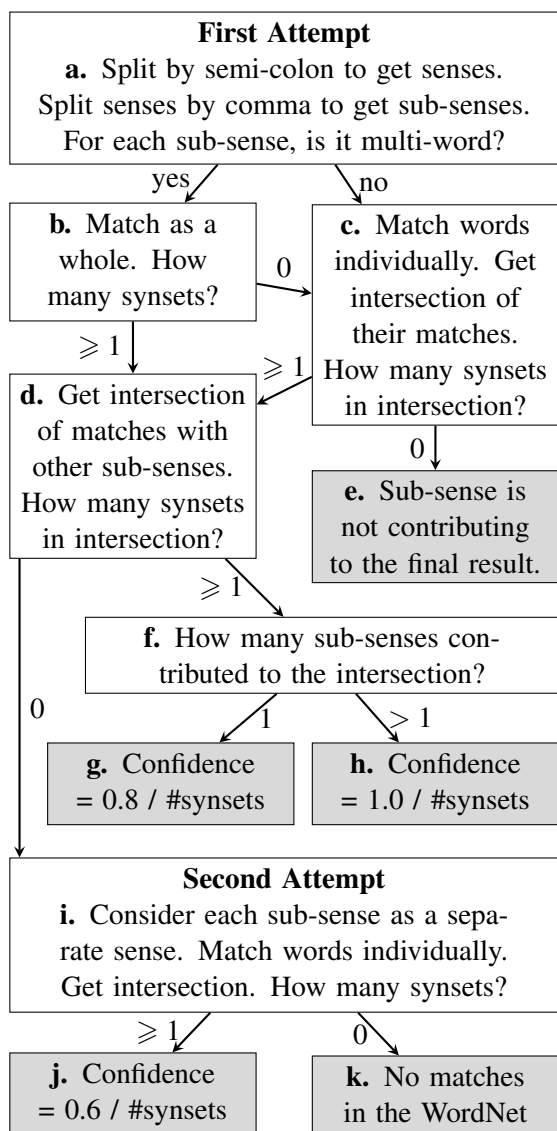 First Attempt
a. Split by semi-colon to get senses.
Split senses by comma to get sub-senses.
For each sub-sense, is it multi-word?
yes
no
b. Match as a
whole. How
many synsets?
0
c. Match words
individually. Get
intersection of
their matches.
How many synsets
in intersection?
⩾ 1
⩾ 1
d. Get intersection
of matches with
other sub-senses.
How many synsets
in intersection?
0
e. Sub-sense is
not contributing
to the final result.
⩾ 1
f. How many sub-senses con-
tributed to the intersection?
0
1
> 1
g. Confidence
= 0.8 / #synsets
h. Confidence
= 1.0 / #synsets
Second Attempt
i. Consider each sub-sense as a sepa-
rate sense. Match words individually.
Get intersection. How many synsets?
⩾ 1
0
j. Confidence
= 0.6 / #synsets
k. No matches
in the WordNet